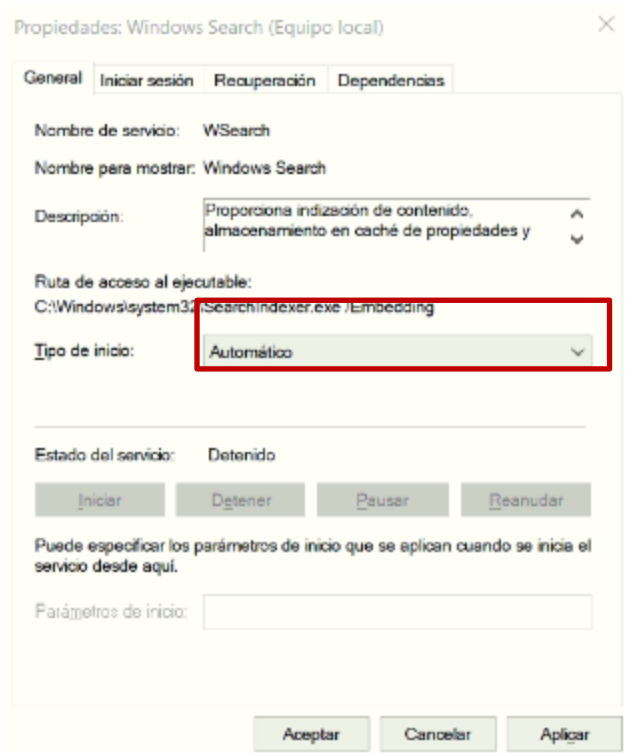 Propiedades: Windows Search (Equipo local)
General Iniciar sesión Recuperación Dependencias
Nombre de servicio: WSearch
Nombre para mostrar: Windows Search
Descripción: Proporciona indización de contenido,
almacenamiento en caché de propiedades y
Ruta de acceso al ejecutable:
C:\Windows\system32\SearchIndexer.exe /Embedding
Tipo de inicio: Automático
Estado del servicio: Detenido
Iniciar Detener Pausar Reanudar
Puede especificar los parámetros de inicio que se aplican cuando se inicia el
servicio desde aquí.
Parámetros de inicio:
Aceptar Cancelar Aplicar